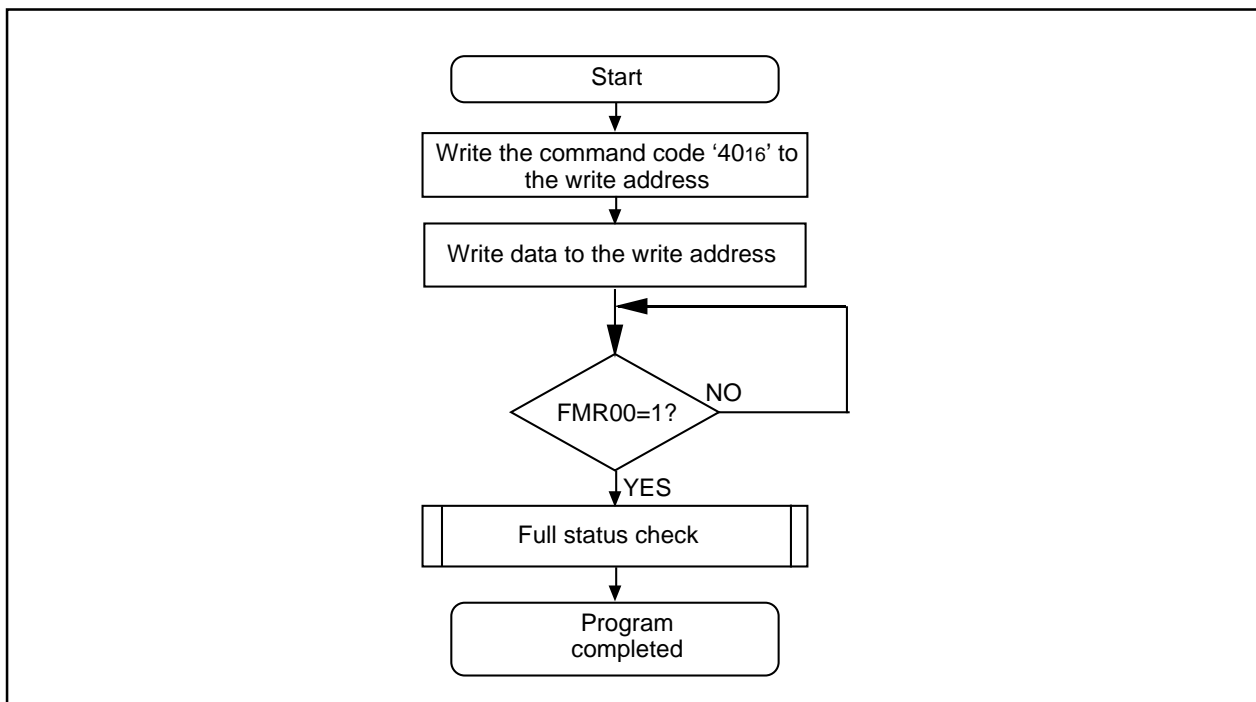 Start
Write the command code ‘4016’ to
the write address
Write data to the write address
FMR00=1?
NO
YES
Full status check
Program
completed